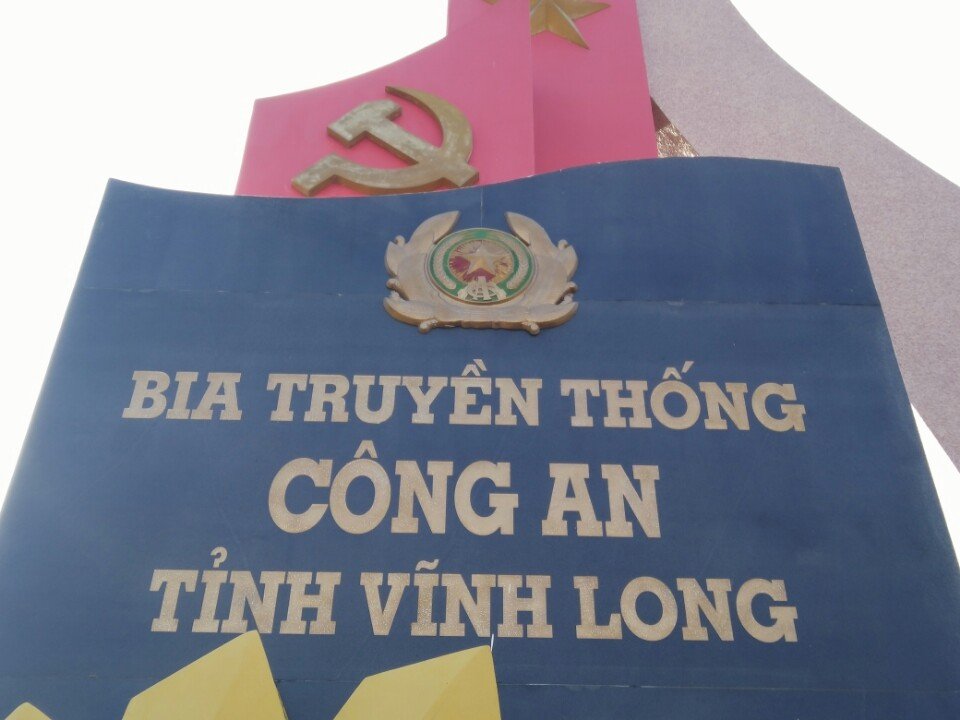 BIA TRUYỀN THỐNG
CÔNG AN
TỈNH VĨNH LONG